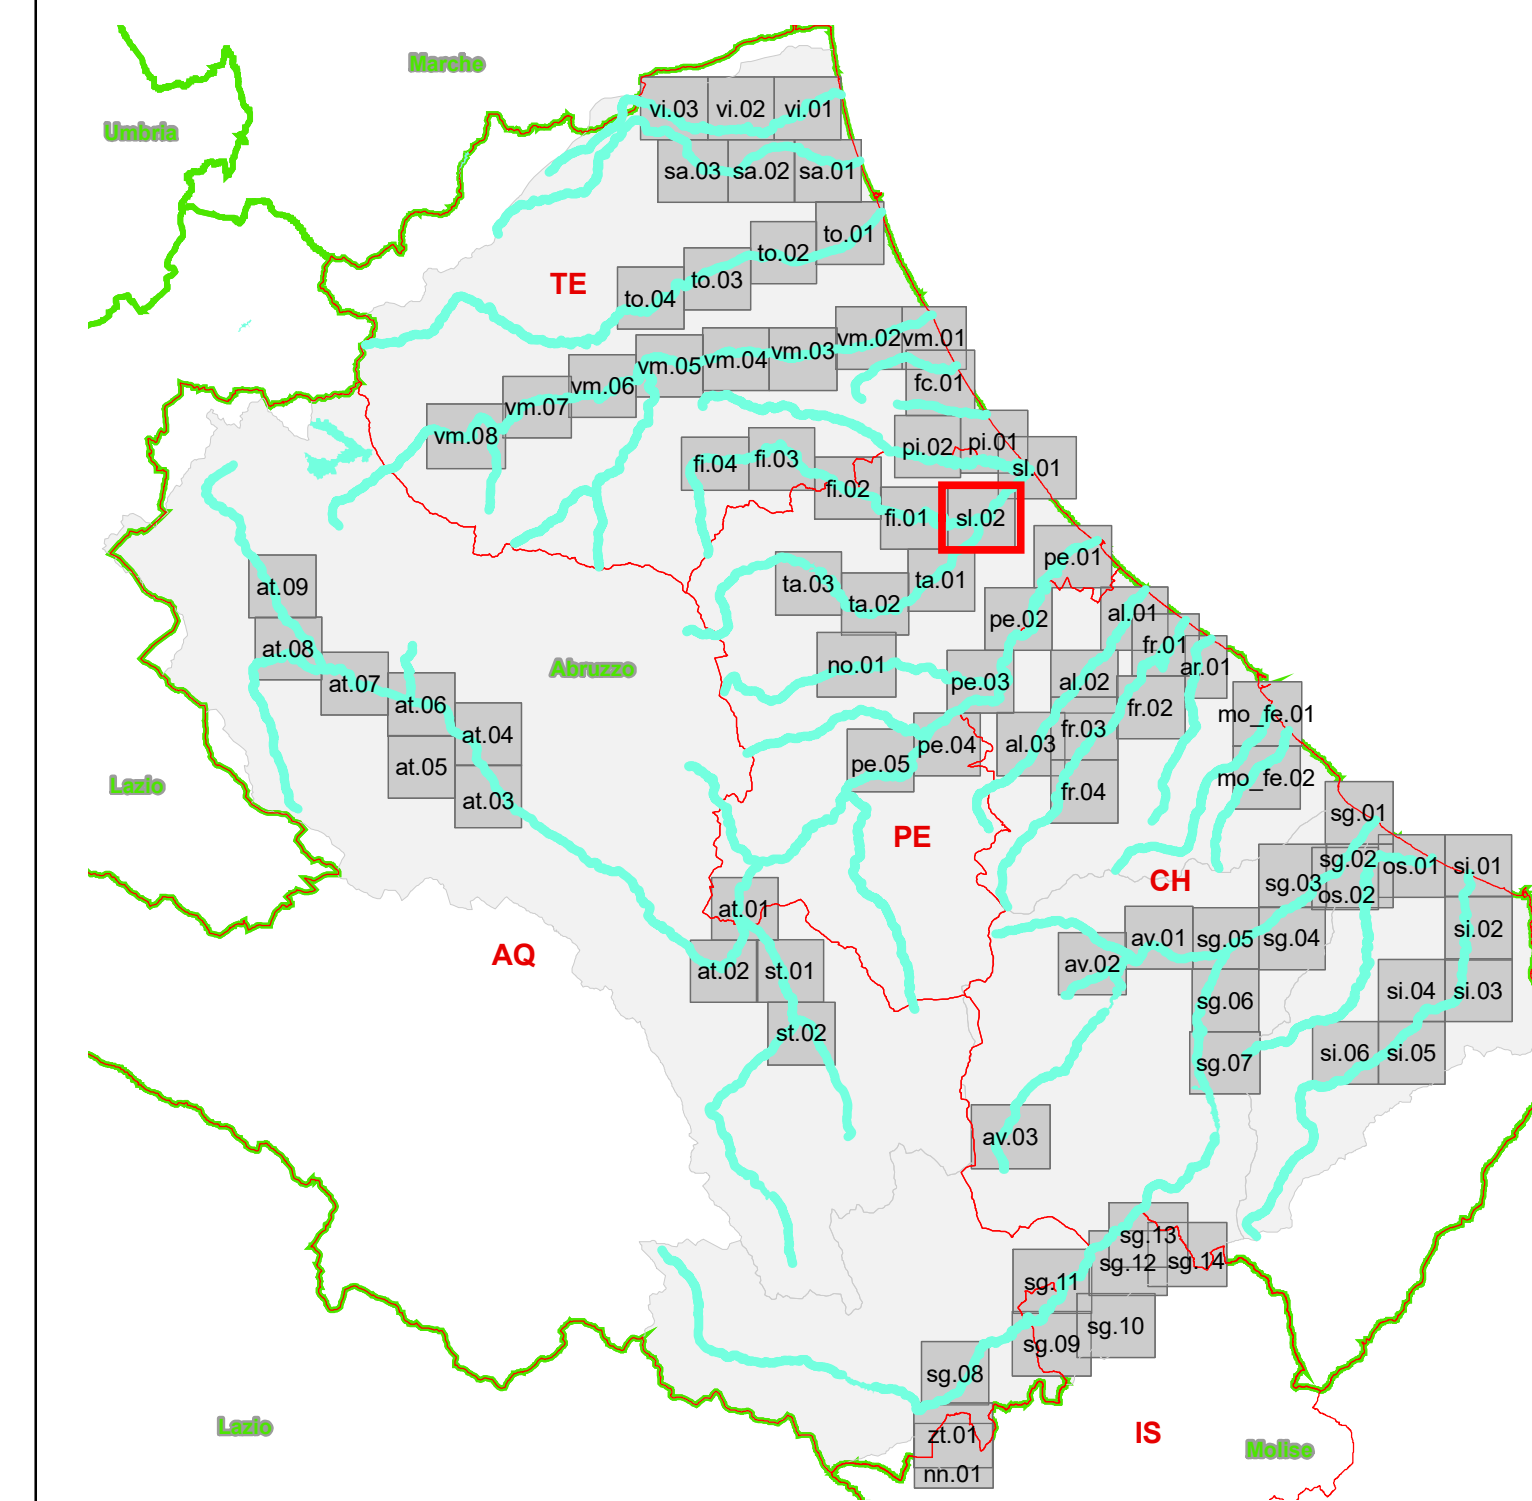 Marche
Umbria
vi.03
vi.02
vi.01
sa.03
sa.02
sa.01
to.01
to.02
to.03
to.04
TE
vm.01
vm.02
vm.03
vm.04
vm.05
vm.06
vm.07
vm.08
fc.01
pi.02
pi.01
sl.01
fi.04
fi.03
fi.02
fi.01
sl.02
pe.01
ta.03
ta.02
ta.01
at.09
at.08
at.07
at.06
at.04
at.05
at.03
Abruzzo
pe.02
al.01
fr.01
ar.01
no.01
pe.03
al.02
fr.02
mo_fe.01
pe.04
al.03
fr.03
pe.05
fr.04
mo_fe.02
Lazio
PE
sg.01
CH
sg.02
sg.03
os.01
os.02
si.01
at.01
AQ
at.02
st.01
st.02
av.01
av.02
sg.05
sg.04
si.02
sg.06
si.04
si.03
sg.07
si.06
si.05
av.03
sg.13
sg.12
sg.14
sg.11
sg.10
sg.09
sg.08
zt.01
nn.01
IS
Lazio
Molise